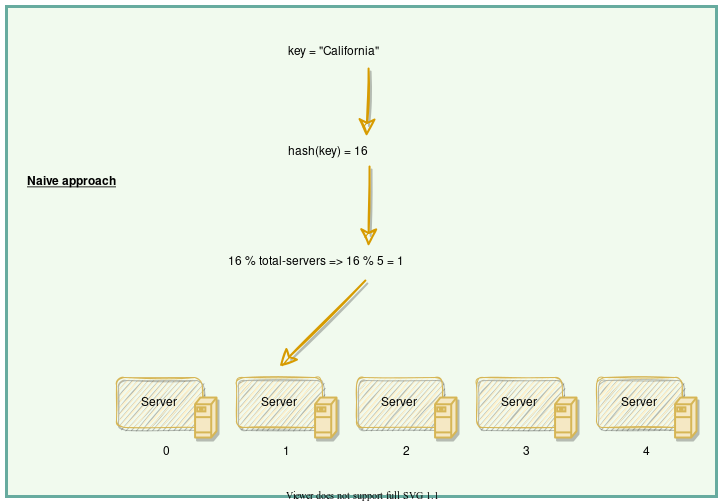 key = "California"
hash(key) = 16
Naive approach
16 % total-servers => 16 % 5 = 1
Server Server Server Server Server
0 1 2 3 4
Viewer does not support full SVG 1.1